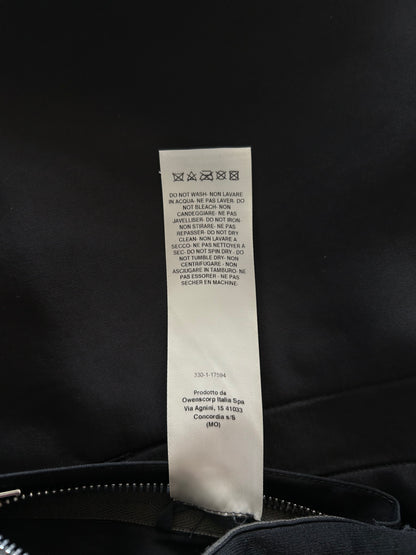 DO NOT WASH- NON LAVARE
IN ACQUA- NE PAS LAVER- DO
NOT BLEACH- NON
CANDEGGIARE- NE PAS
JAVELLISER- DO NOT IRON-
NON STIRARE- NE PAS
REPASSER- DO NOT DRY
CLEAN- NON LAVARE A
SECCO- NE PAS NETTOYER A
SEC- DO NOT SPIN DRY- DO
NOT TUMBLE DRY- NON
CENTRIFUGARE - NON
ASCIUGARE IN TAMBURO- NE
PAS ESSORER - NE PAS
SECHER EN MACHINE.
330-1-17594
Prodotto da
Owenscorp Italia Spa
Via Agnini, 15 41033
Concordia s/S
(MO)